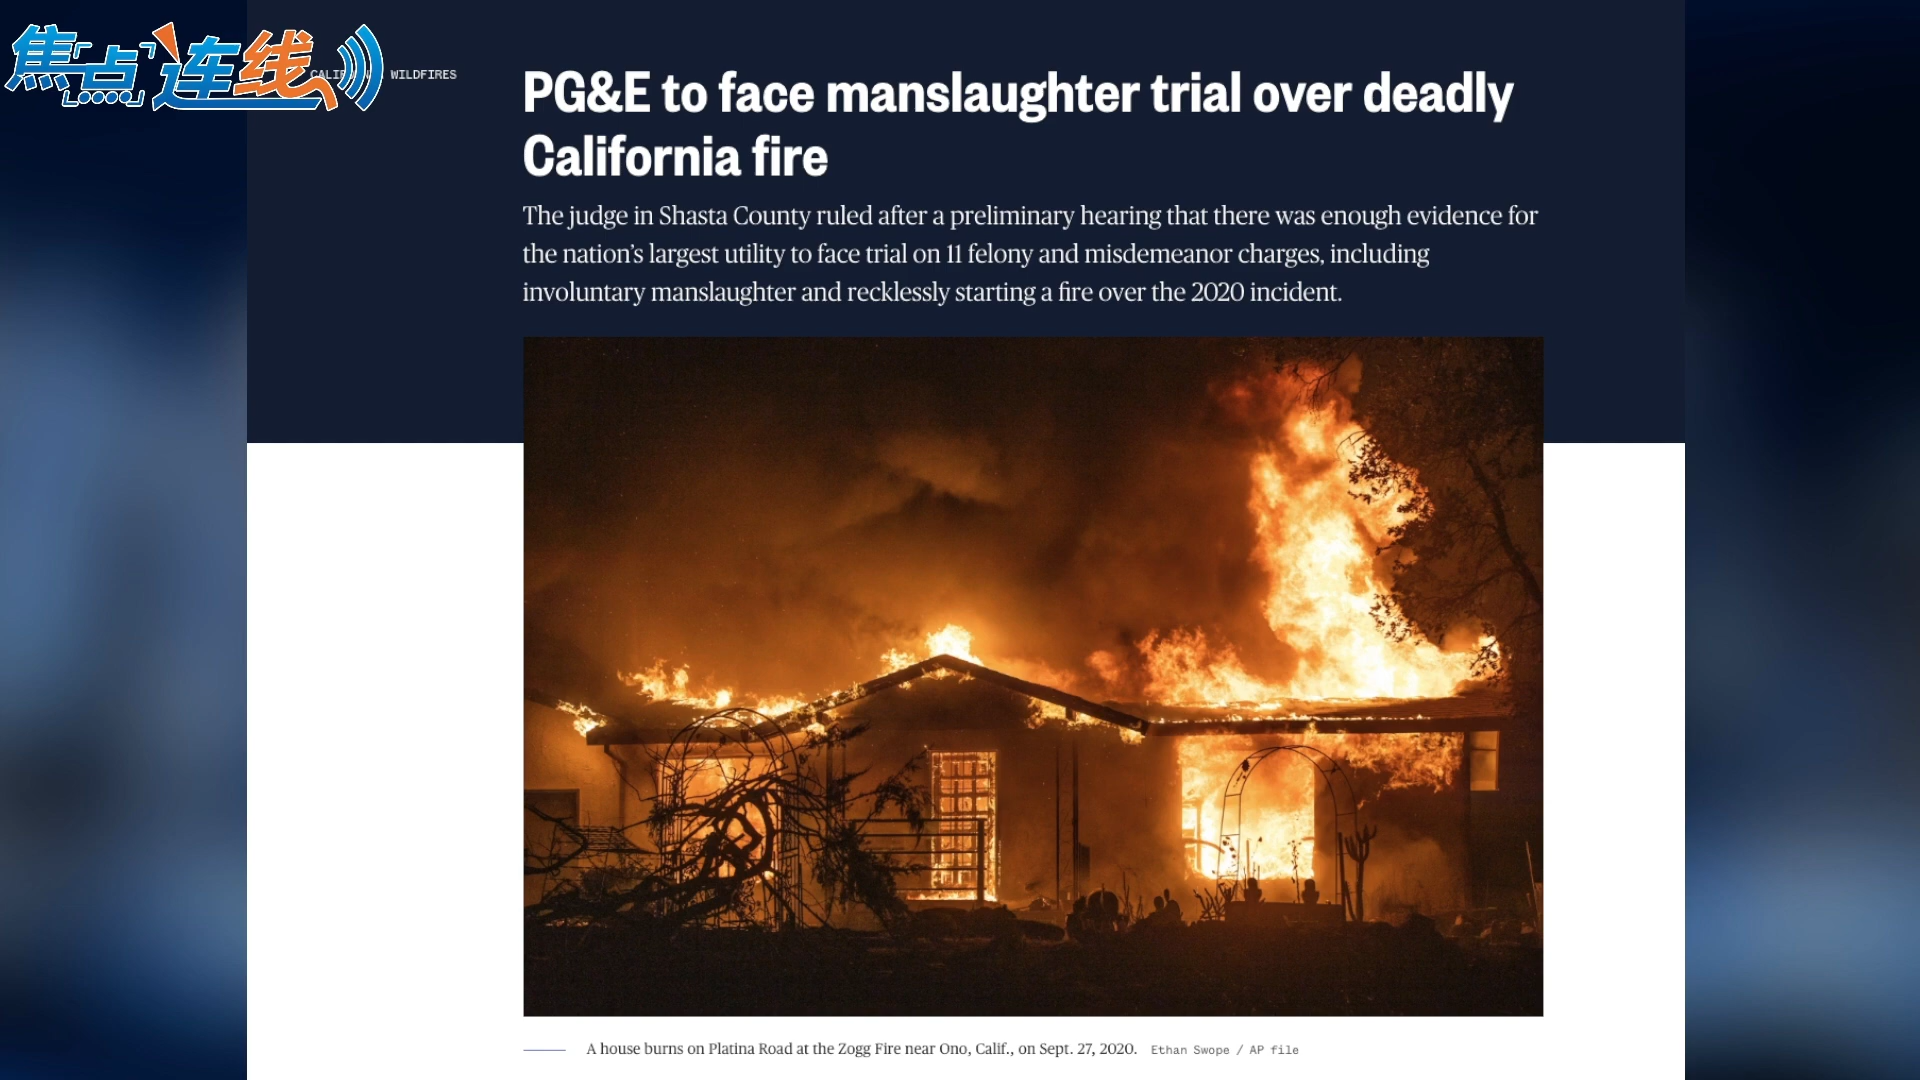 焦点连线
WILDFIRES
PG&E to face manslaughter trial over deadly
California fire
The judge in Shasta County ruled after a preliminary hearing that there was enough evidence for
the nation’s largest utility to face trial on 11 felony and misdemeanor charges, including
involuntary manslaughter and recklessly starting a fire over the 2020 incident.
A house burns on Platina Road at the Zogg Fire near Ono, Calif., on Sept. 27, 2020. Ethan Swope / AP file